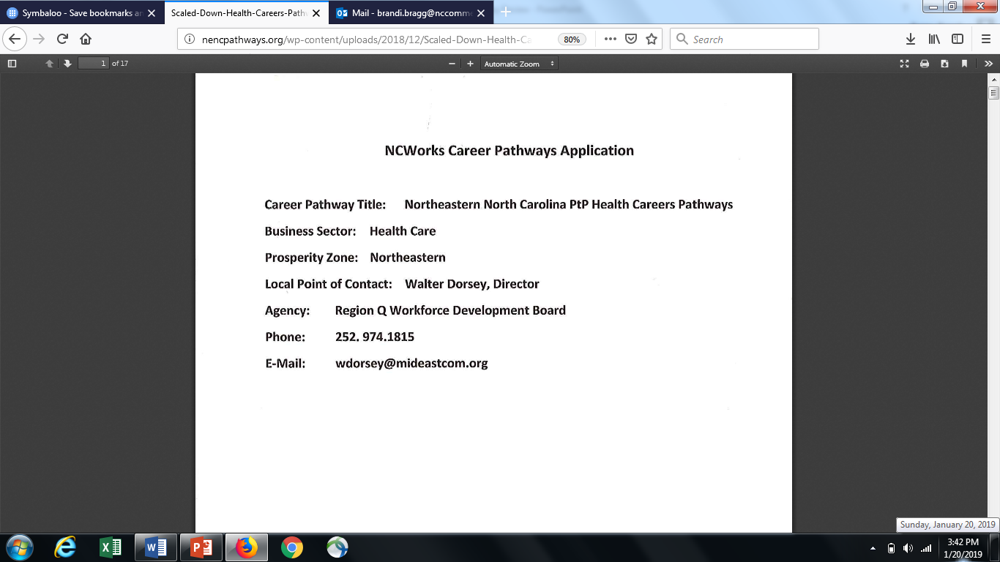 Symbaloo - Save bookmarks an
Scaled-Down-Health-Careers-Pathw
Mail - brandi.bragg@nccomme
nencpathways.org/wp-content/uploads/2018/12/Scaled-Down-Health-Ca
80%
Search
1 of 17
Automatic Zoom
NCWorks Career Pathways Application
Career Pathway Title: Northeastern North Carolina PtP Health Careers Pathways
Business Sector: Health Care
Prosperity Zone: Northeastern
Local Point of Contact: Walter Dorsey, Director
Agency: Region Q Workforce Development Board
Phone: 252. 974.1815
E-Mail: wdorsey@mideastcom.org
Sunday, January 20, 2019
3:42 PM
1/20/2019